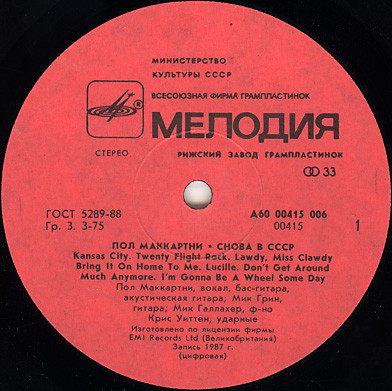 МИНИСТЕРСТВО
КУЛЬТУРЫ СССР
ВСЕСОЮЗНАЯ ФИРМА ГРАМПЛАСТИНОК
МЕЛОДИЯ
СТЕРЕО
РИЖСКИЙ ЗАВОД ГРАМПЛАСТИНОК
33
ГОСТ 5289-88
А60 00415 006
Гр. 3. 3-75
00415
1
ПОЛ МАККАРТНИ • СНОВА В СССР
Kansas City. Twenty Flight Rock. Lawdy, Miss Clawdy
Bring It On Home To Me. Lucille. Don't Get Around
Much Anymore. I'm Gonna Be A Wheel Some Day
Пол Маккартни, вокал, бас-гитара,
акустическая гитара; Мик Грин,
гитара; Мик Галлахер, ф-но
Крис Уиттен, ударные
Изготовлено по лицензии фирмы
EMI Records Ltd (Великобритания)
Запись 1987 г.
(цифровая)